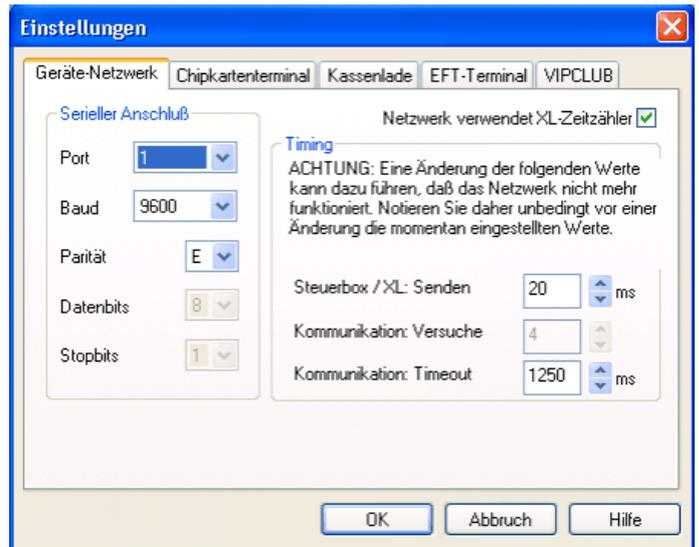 Einstellungen
Geräte-Netzwerk Chipkartenterminal Kassenlade EFT-Terminal VIPCLUB
Serieller Anschluß
Port 1
Baud 9600
Parität E
Datenbits 8
Stopbits 1
Netzwerk verwendet XL-Zeitzähler
Timing
ACHTUNG: Eine Änderung der folgenden Werte
kann dazu führen, daß das Netzwerk nicht mehr
funktioniert. Notieren Sie daher unbedingt vor einer
Änderung die momentan eingestellten Werte.
Steuerbox / XL: Senden 20 ms
Kommunikation: Versuche 4
Kommunikation: Timeout 1250 ms
OK Abbruch Hilfe